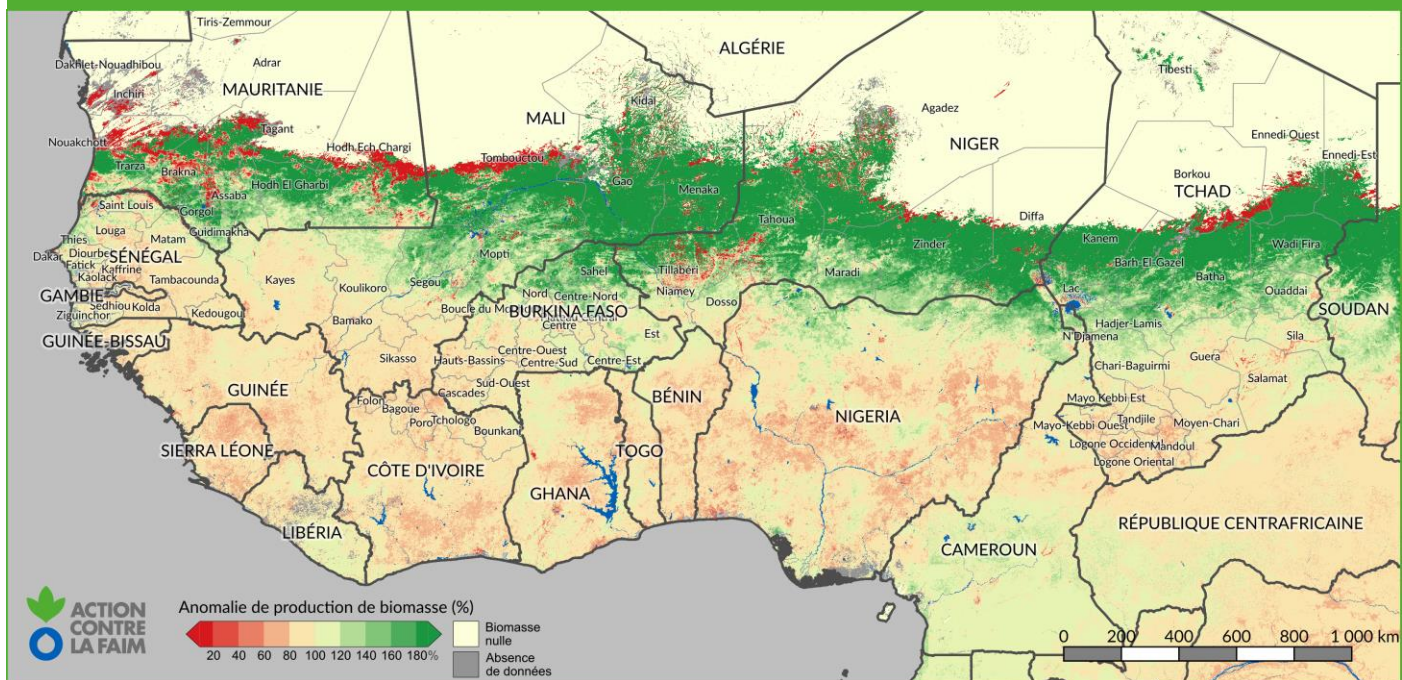 Tiris-Zemmour
ALGÉRIE
Dakhlet-Nouadhibou
Adrar
Tibesti
Inchiri
MAURITANIE
Kidal
Agadez
MALI
Tagant
NIGER
Ennedi Ouest
Nouakchott
Hodh Ech Chargi
Tombouctou
Ennedi-Est
Trarza
Brakna
Borkou
TCHAD
Assaba
Hodh El Gharbi
Gao
Menaka
Saint Louis
Gorgol
Tahoua
Diffa
Kanem
Guidimakha
Zinder
Wadi Fira
Louga
Matam
Mopti
Barh-El-Gazel
Thies
Dakar
Diourbel
SÉNÉGAL
Fatick
Kaffrine
Kaolack
Tambacounda
Kayes
Koulikoro
Segou
Sahel
Tillabéri
Niamey
Maradi
Batha
Ouaddai
Lac
GAMBIE
Sedhiou
Kolda
Ziguinchor
Kedougou
Nord
Centre-Nord
Dosso
SOUDAN
Bamako
Boucle du Mo
BURKINA-FASO
Plateau Central
Centre
Est
Hadjer-Lamis
N'Djamena
GUINÉE-BISSAU
Sikasso
Hauts-Bassins
Centre-Ouest
Centre-Sud
Centre-Est
Guera
Sila
Chari-Baguirmi
Salamat
GUINÉE
Sud-Ouest
Cascades
BÉNIN
NIGERIA
Mayo Kebbi Est
Folon
Bagoue
Poro
Tchologo
Bounkani
Mayo-Kebbi Ouest
Tandjile
Moyen-Chari
SIERRA LÉONE
CÔTE D'IVOIRE
TOGO
Logone Occidental
Mandoul
Logone Oriental
GHANA
LIBÉRIA
CAMEROUN
RÉPUBLIQUE CENTRAFRICAINE
ACTION
CONTRE
LA FAIM
Anomalie de production de biomasse (%)
20 40 60 80 100 120 140 160 180%
Biomasse
nulle
Absence
de données
0 200 400 600 800 1 000 km